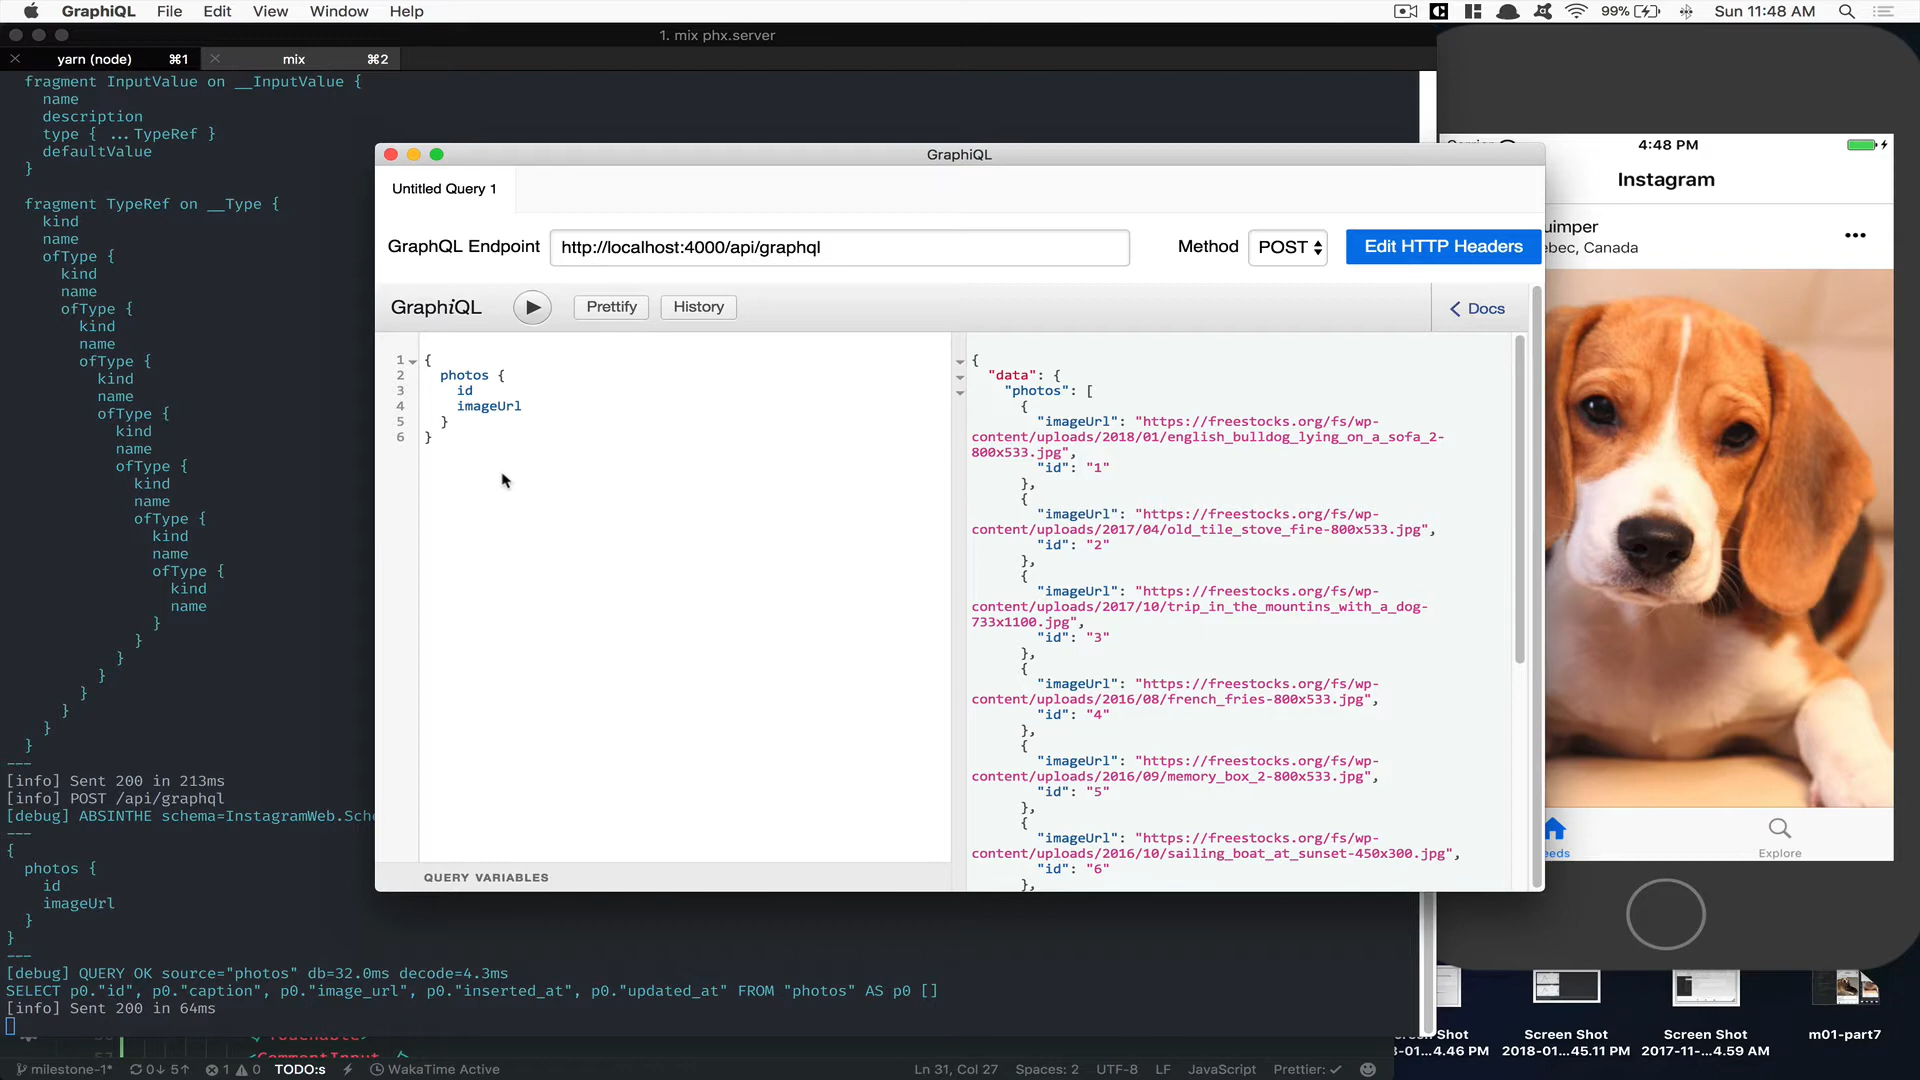 GraphiQL File Edit View Window Help
99% Sun 11:48 AM
1. mix phx.server
yarn (node) ⌘1 mix ⌘2
fragment InputValue on __InputValue {
name
description
type { ...TypeRef }
defaultValue
}
fragment TypeRef on __Type {
kind
name
ofType {
kind
name
ofType {
kind
name
ofType {
kind
name
ofType {
kind
name
ofType {
kind
name
ofType {
kind
name
ofType {
kind
name
}
}
}
}
}
}
}
}
---
[info] Sent 200 in 213ms
[info] POST /api/graphql
[debug] ABSINTHE schema=InstagramWeb.Sche
---
{
photos {
id
imageUrl
}
}
---
[debug] QUERY OK source="photos" db=32.0ms decode=4.3ms
SELECT p0."id", p0."caption", p0."image_url", p0."inserted_at", p0."updated_at" FROM "photos" AS p0 []
[info] Sent 200 in 64ms
57 <CommentInput />
milestone-1* 0↓ 5↑ 1 0 TODO:s WakaTime Active Ln 31, Col 27 Spaces: 2 UTF-8 LF JavaScript Prettier: ✓
GraphiQL
Untitled Query 1
GraphQL Endpoint http://localhost:4000/api/graphql Method POST Edit HTTP Headers
GraphiQL Prettify History Docs
1 {
2 photos {
3 id
4 imageUrl
5 }
6 }
QUERY VARIABLES
{
"data": {
"photos": [
{
"imageUrl": "https://freestocks.org/fs/wp-
content/uploads/2018/01/english_bulldog_lying_on_a_sofa_2-
800x533.jpg",
"id": "1"
},
{
"imageUrl": "https://freestocks.org/fs/wp-
content/uploads/2017/04/old_tile_stove_fire-800x533.jpg",
"id": "2"
},
{
"imageUrl": "https://freestocks.org/fs/wp-
content/uploads/2017/10/trip_in_the_mountins_with_a_dog-
733x1100.jpg",
"id": "3"
},
{
"imageUrl": "https://freestocks.org/fs/wp-
content/uploads/2016/08/french_fries-800x533.jpg",
"id": "4"
},
{
"imageUrl": "https://freestocks.org/fs/wp-
content/uploads/2016/09/memory_box_2-800x533.jpg",
"id": "5"
},
{
"imageUrl": "https://freestocks.org/fs/wp-
content/uploads/2016/10/sailing_boat_at_sunset-450x300.jpg",
"id": "6"
},
4:48 PM
Instagram
uimper
ebec, Canada
•••
eeds Explore
Shot Screen Shot Screen Shot m01-part7
-01...4.46 PM 2018-01...45.11 PM 2017-11-...4.59 AM